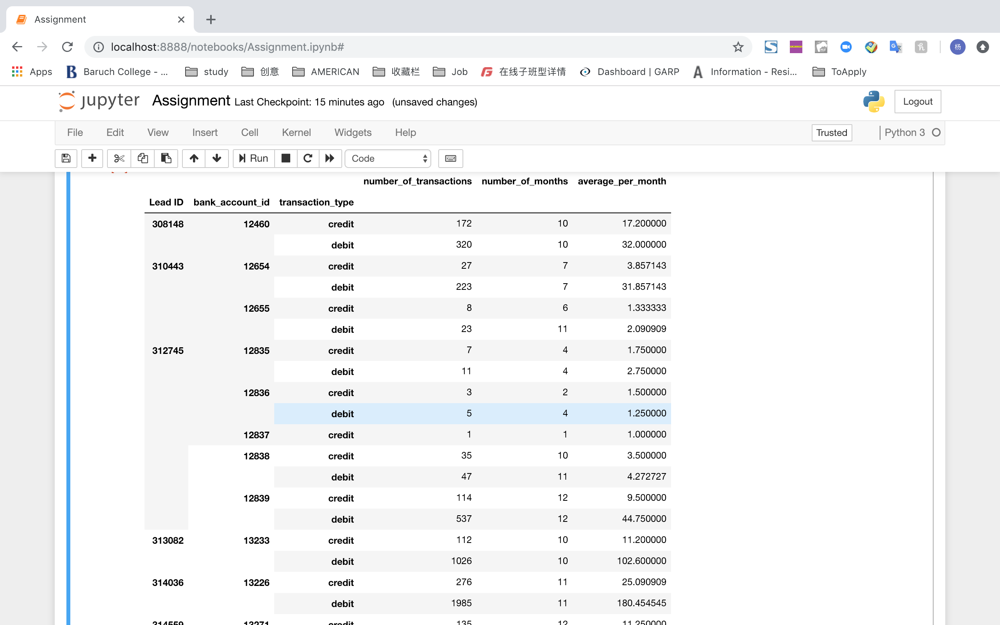 Assignment
localhost:8888/notebooks/Assignment.ipynb#
杨
Apps Baruch College - ... study 创意 AMERICAN 收藏栏 Job 在线子班型详情 Dashboard | GARP Information - Resi... ToApply
jupyter Assignment Last Checkpoint: 15 minutes ago (unsaved changes) Logout
File Edit View Insert Cell Kernel Widgets Help Trusted Python 3
Run Code
number_of_transactions number_of_months average_per_month
Lead ID bank_account_id transaction_type
308148 12460 credit 172 10 17.200000
debit 320 10 32.000000
310443 12654 credit 27 7 3.857143
debit 223 7 31.857143
12655 credit 8 6 1.333333
debit 23 11 2.090909
312745 12835 credit 7 4 1.750000
debit 11 4 2.750000
12836 credit 3 2 1.500000
debit 5 4 1.250000
12837 credit 1 1 1.000000
12838 credit 35 10 3.500000
debit 47 11 4.272727
12839 credit 114 12 9.500000
debit 537 12 44.750000
313082 13233 credit 112 10 11.200000
debit 1026 10 102.600000
314036 13226 credit 276 11 25.090909
debit 1985 11 180.454545
314559 13271 credit 135 12 11.250000